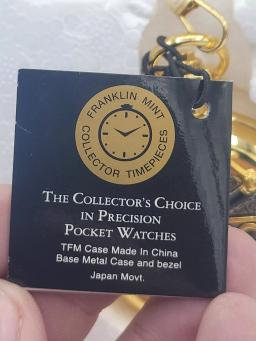 FRANKLIN MINT
COLLECTOR TIMEPIECES
THE COLLECTOR'S CHOICE
IN PRECISION
POCKET WATCHES
TFM Case Made In China
Base Metal Case and bezel
Japan Movt.